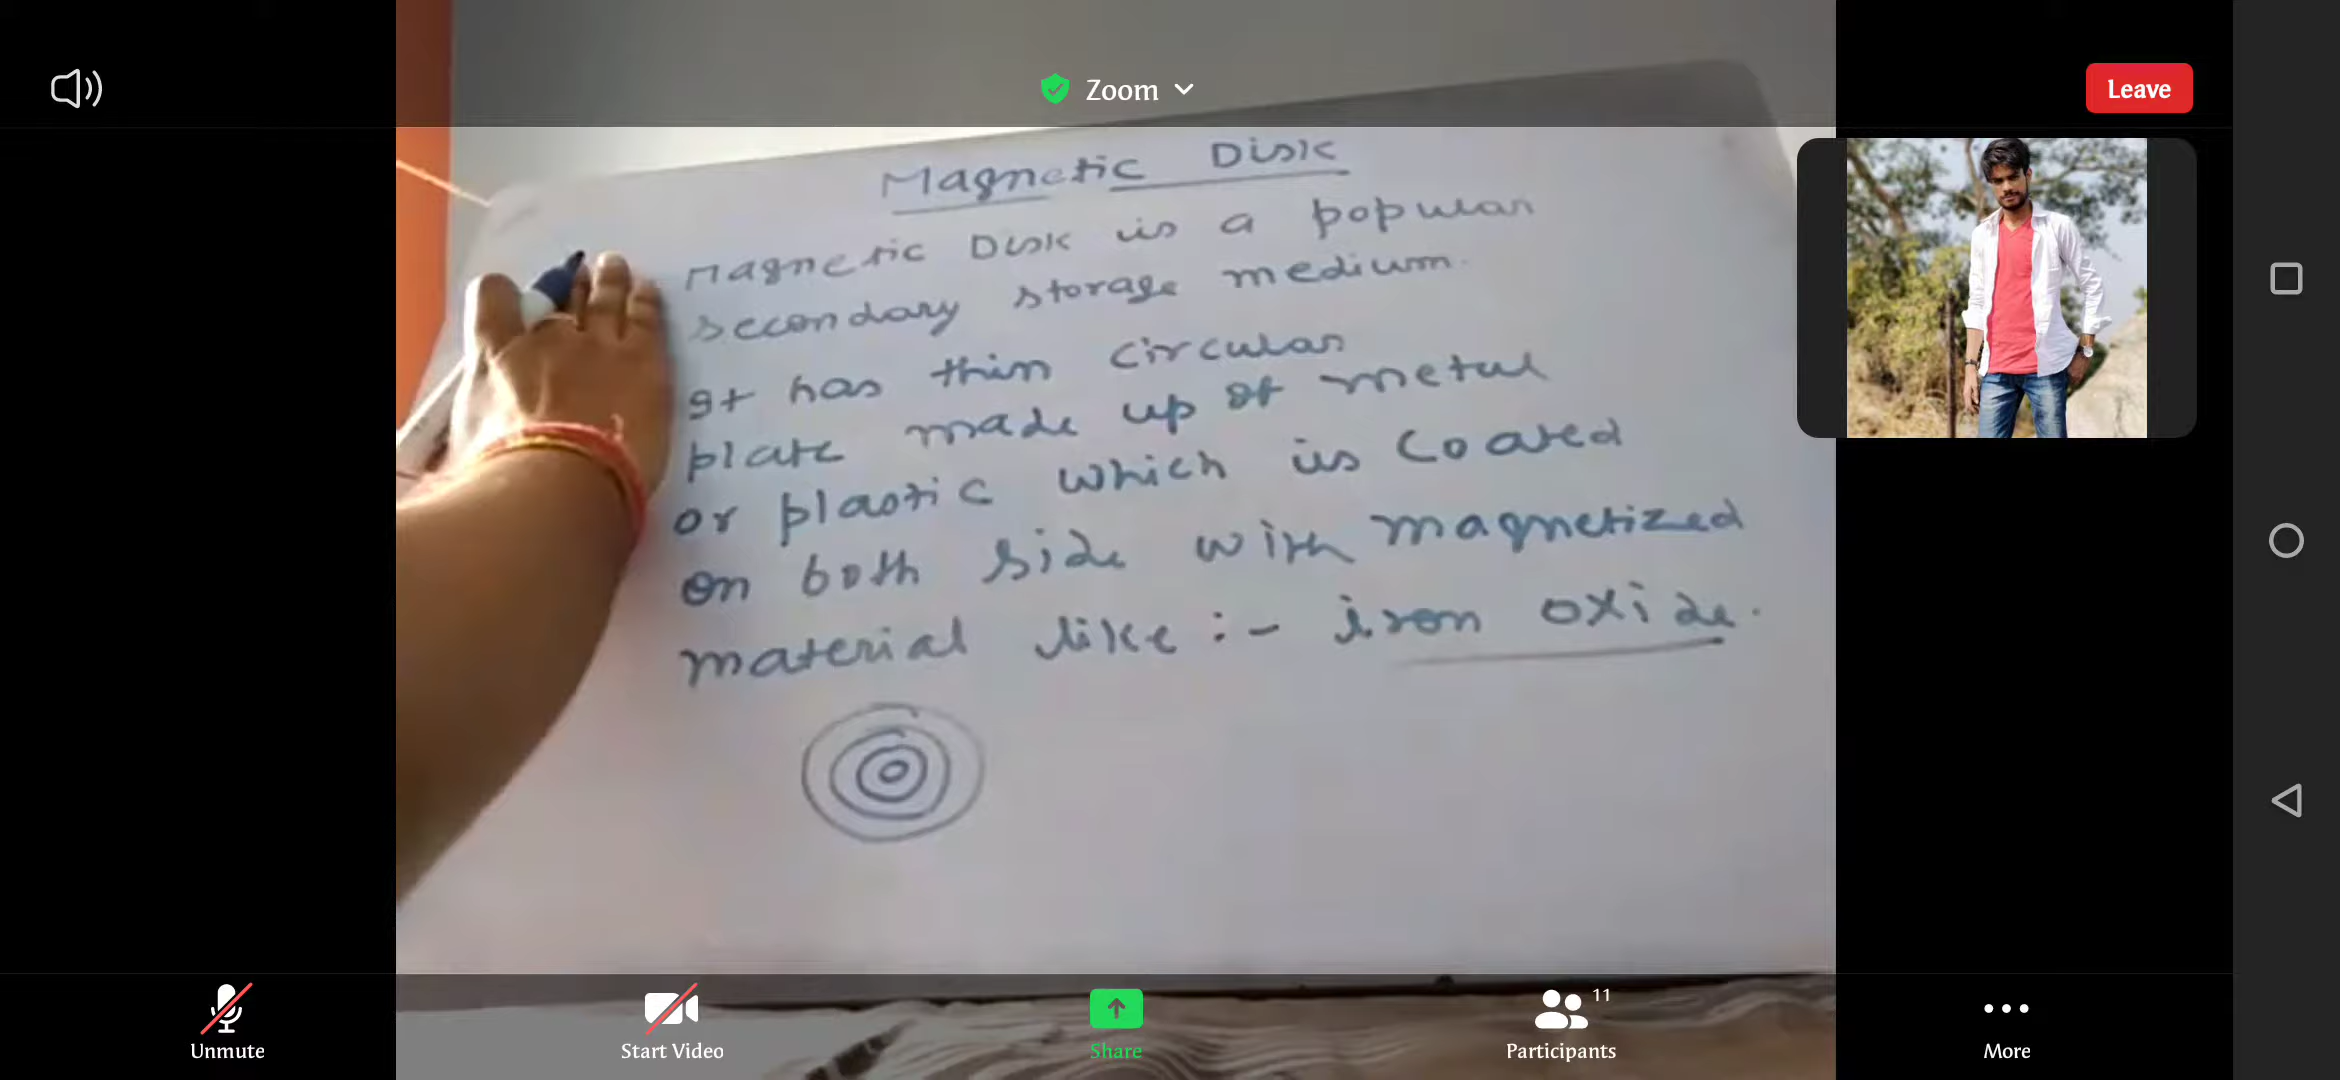 Zoom
Leave
Magnetic Disk
Magnetic Disk is a popular
secondary storage medium.
It has thin circular
plate made up of metal
or plastic which is coated
on both side with magnetized
material like :- iron oxide.
Unmute
Start Video
Share
Participants
11
More